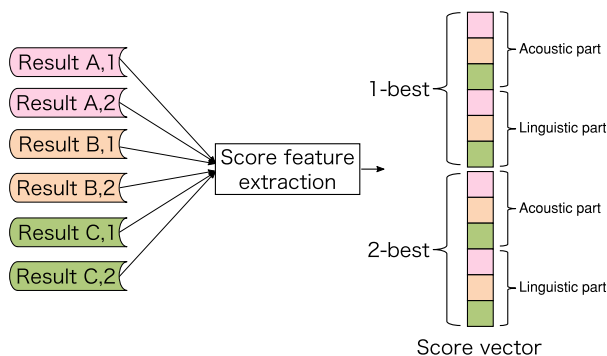 Result A,1
Result A,2
Result B,1
Result B,2
Result C,1
Result C,2
Score feature
extraction
1-best
Acoustic part
Linguistic part
2-best
Acoustic part
Linguistic part
Score vector